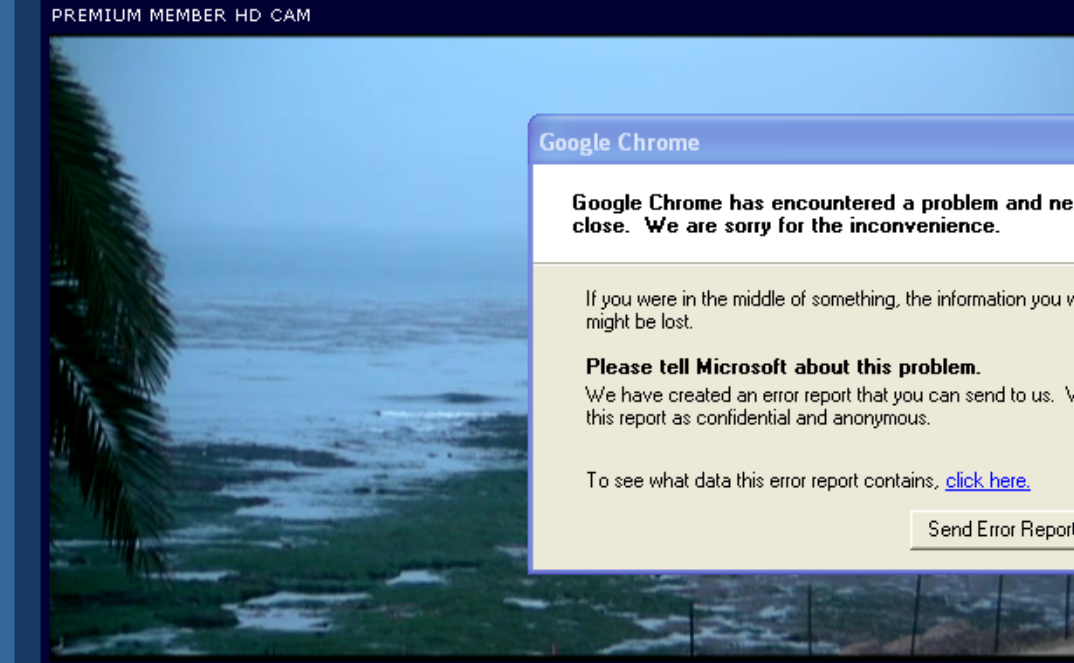 PREMIUM MEMBER HD CAM
Google Chrome
Google Chrome has encountered a problem and ne
close. We are sorry for the inconvenience.
If you were in the middle of something, the information you w
might be lost.
Please tell Microsoft about this problem.
We have created an error report that you can send to us.
this report as confidential and anonymous.
To see what data this error report contains, click here.
Send Error Report